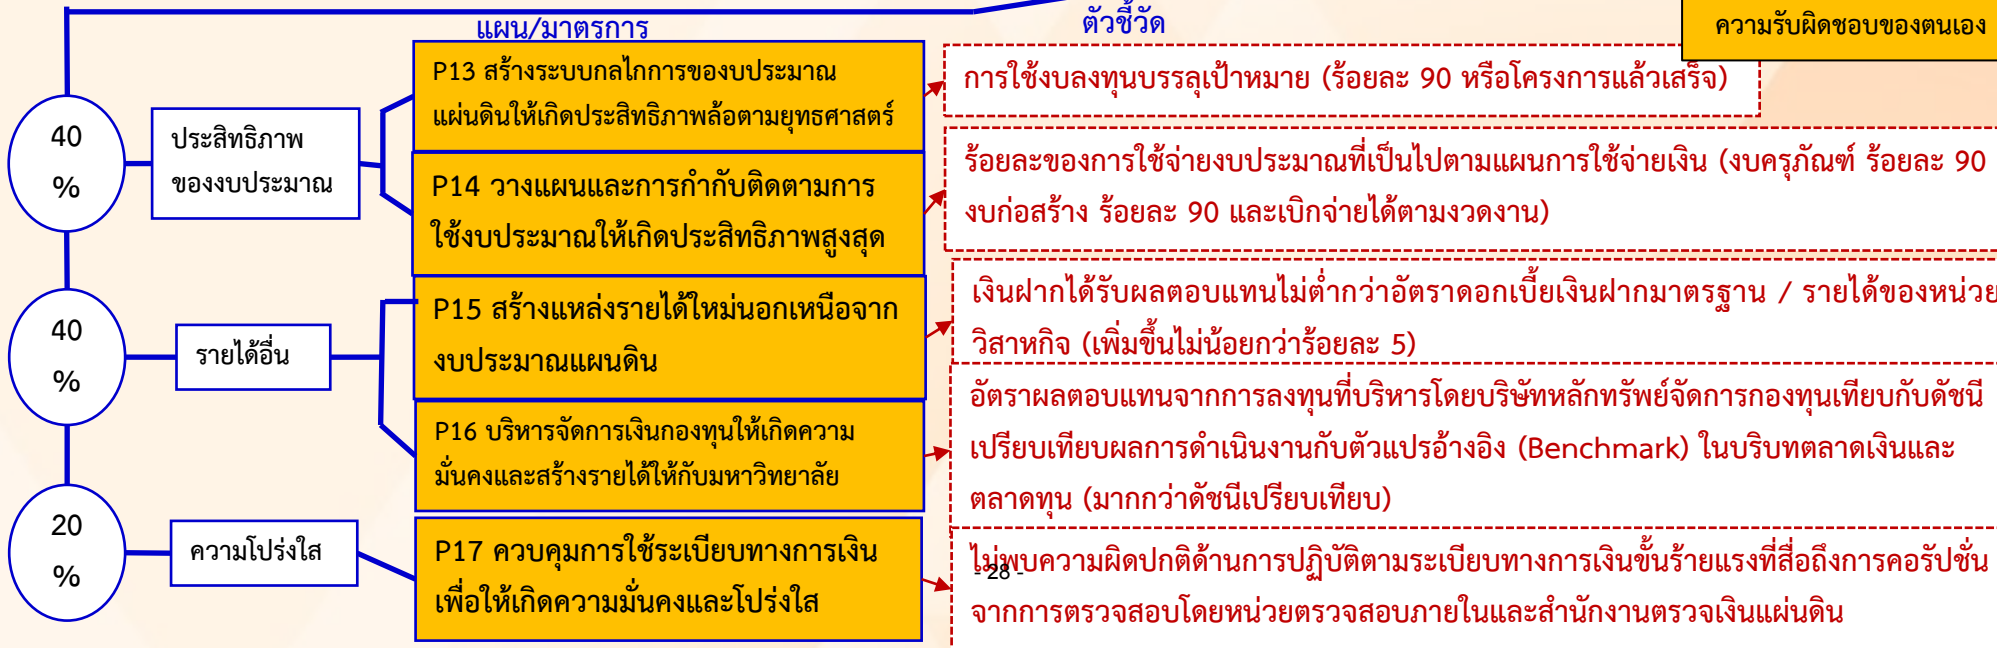 แผน/มาตรการ
ตัวชี้วัด
ความรับผิดชอบของตนเอง
40
%
ประสิทธิภาพ
ของงบประมาณ
P13 สร้างระบบกลไกการของบประมาณ
แผ่นดินให้เกิดประสิทธิภาพล้อตามยุทธศาสตร์
การใช้งบลงทุนบรรลุเป้าหมาย (ร้อยละ 90 หรือโครงการแล้วเสร็จ)
P14 วางแผนและการกำกับติดตามการ
ใช้งบประมาณให้เกิดประสิทธิภาพสูงสุด
ร้อยละของการใช้จ่ายงบประมาณที่เป็นไปตามแผนการใช้จ่ายเงิน (งบครุภัณฑ์ ร้อยละ 90
งบก่อสร้าง ร้อยละ 90 และเบิกจ่ายได้ตามงวดงาน)
40
%
รายได้อื่น
P15 สร้างแหล่งรายได้ใหม่นอกเหนือจาก
งบประมาณแผนดิน
เงินฝากได้รับผลตอบแทนไม่ต่ำกว่าอัตราดอกเบี้ยเงินฝากมาตรฐาน / รายได้ของหน่วย
วิสาหกิจ (เพิ่มขึ้นไม่น้อยกว่าร้อยละ 5)
P16 บริหารจัดการเงินกองทุนให้เกิดความ
มั่นคงและสร้างรายได้ให้กับมหาวิทยาลัย
อัตราผลตอบแทนจากการลงทุนที่บริหารโดยบริษัทหลักทรัพย์จัดการกองทุนเทียบกับดัชนี
เปรียบเทียบผลการดำเนินงานกับตัวแปรอ้างอิง (Benchmark) ในบริบทตลาดเงินและ
ตลาดทุน (มากกว่าดัชนีเปรียบเทียบ)
20
%
ความโปร่งใส
P17 ควบคุมการใช้ระเบียบทางการเงิน
เพื่อให้เกิดความมั่นคงและโปร่งใส
ไม่พบความผิดปกติด้านการปฏิบัติตามระเบียบทางการเงินขั้นร้ายแรงที่สื่อถึงการคอรัปชั่น
จากการตรวจสอบโดยหน่วยตรวจสอบภายในและสำนักงานตรวจเงินแผ่นดิน
- 28 -